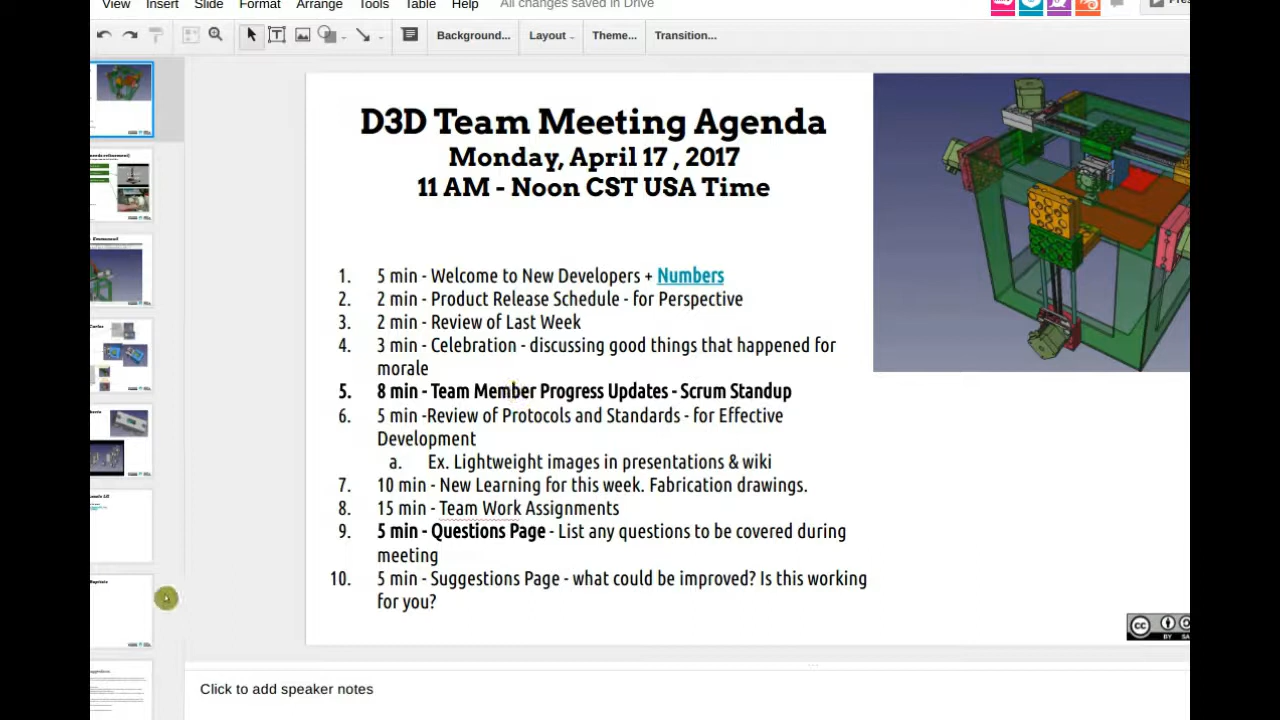 View Insert Slide Format Arrange Tools Table Help All changes saved in Drive
Background... Layout Theme... Transition...
D3D Team Meeting Agenda
Monday, April 17 , 2017
11 AM - Noon CST USA Time
1. 5 min - Welcome to New Developers + Numbers
2. 2 min - Product Release Schedule - for Perspective
3. 2 min - Review of Last Week
4. 3 min - Celebration - discussing good things that happened for
morale
5. 8 min - Team Member Progress Updates - Scrum Standup
6. 5 min -Review of Protocols and Standards - for Effective
Development
a. Ex. Lightweight images in presentations & wiki
7. 10 min - New Learning for this week. Fabrication drawings.
8. 15 min - Team Work Assignments
9. 5 min - Questions Page - List any questions to be covered during
meeting
10. 5 min - Suggestions Page - what could be improved? Is this working
for you?
cc
BY
Click to add speaker notes